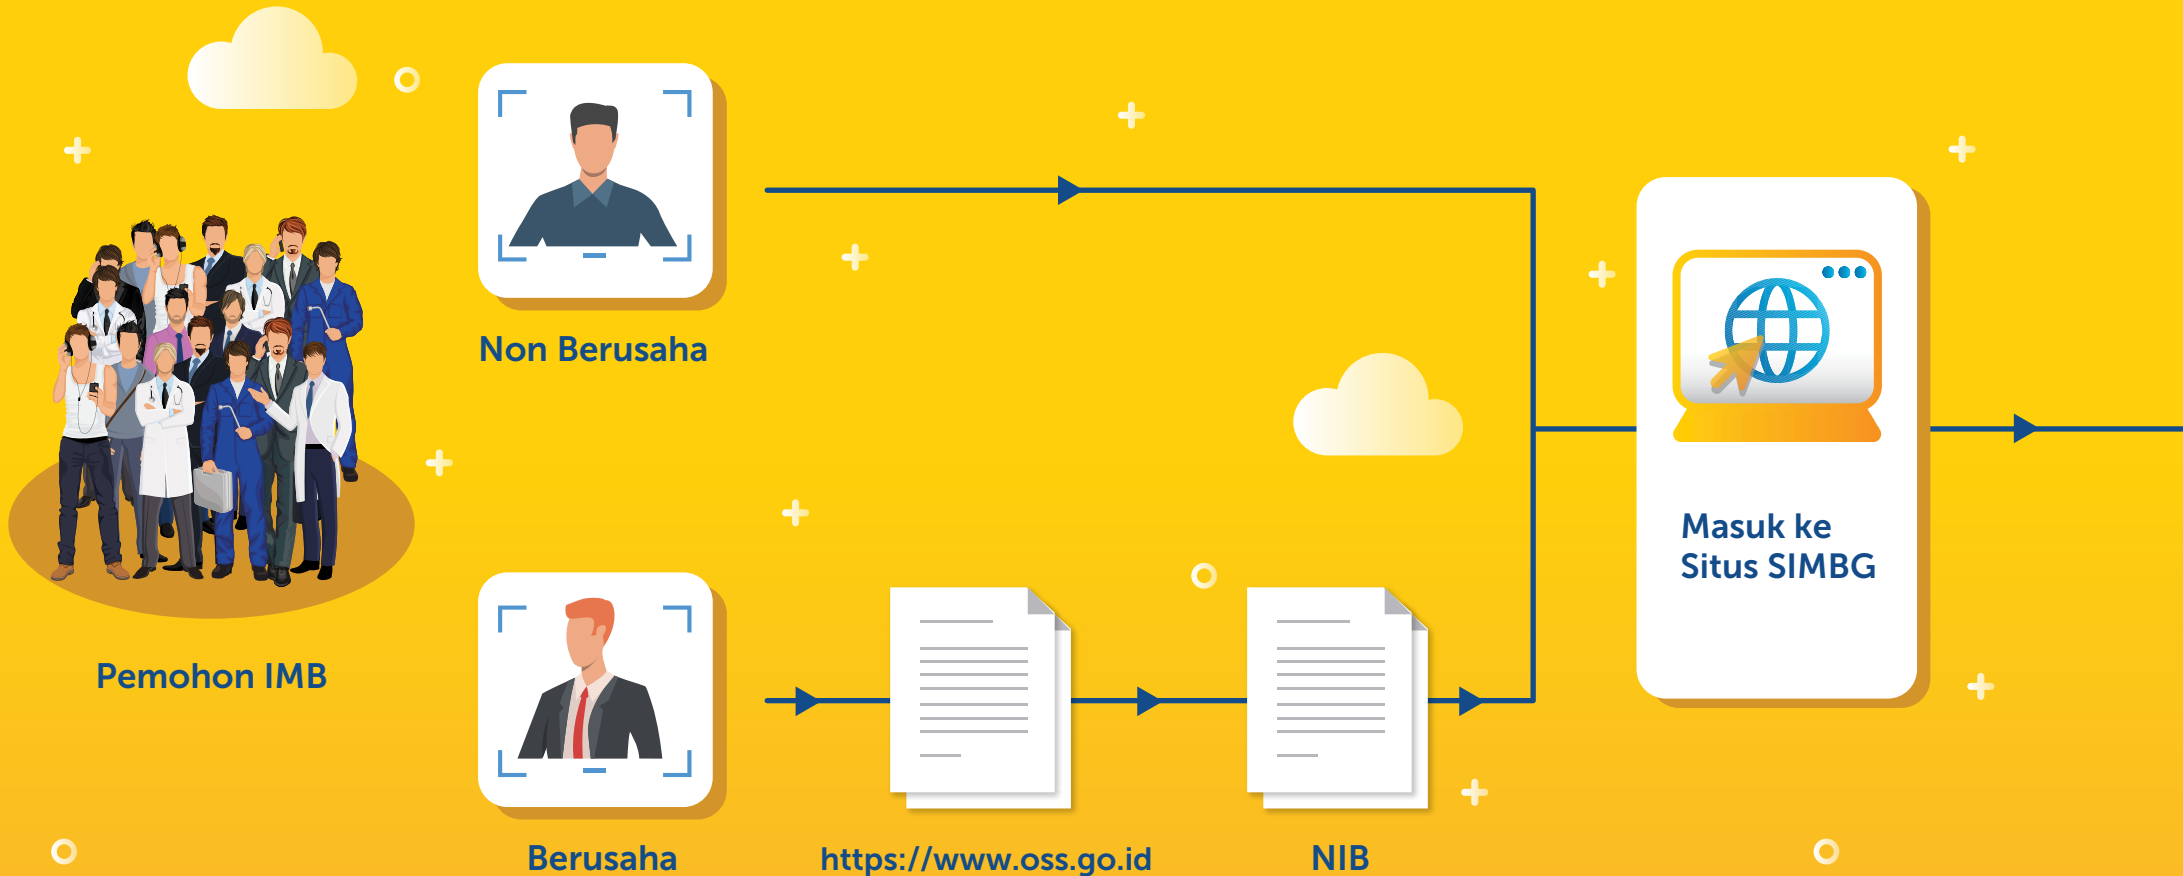 Non Berusaha
Masuk ke
Situs SIMBG
Pemohon IMB
Berusaha
https://www.oss.go.id
NIB